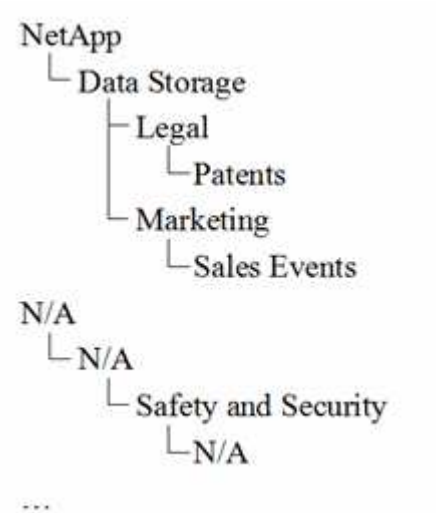 NetApp
Data Storage
Legal
Patents
Marketing
Sales Events
N/A
N/A
Safety and Security
N/A
...